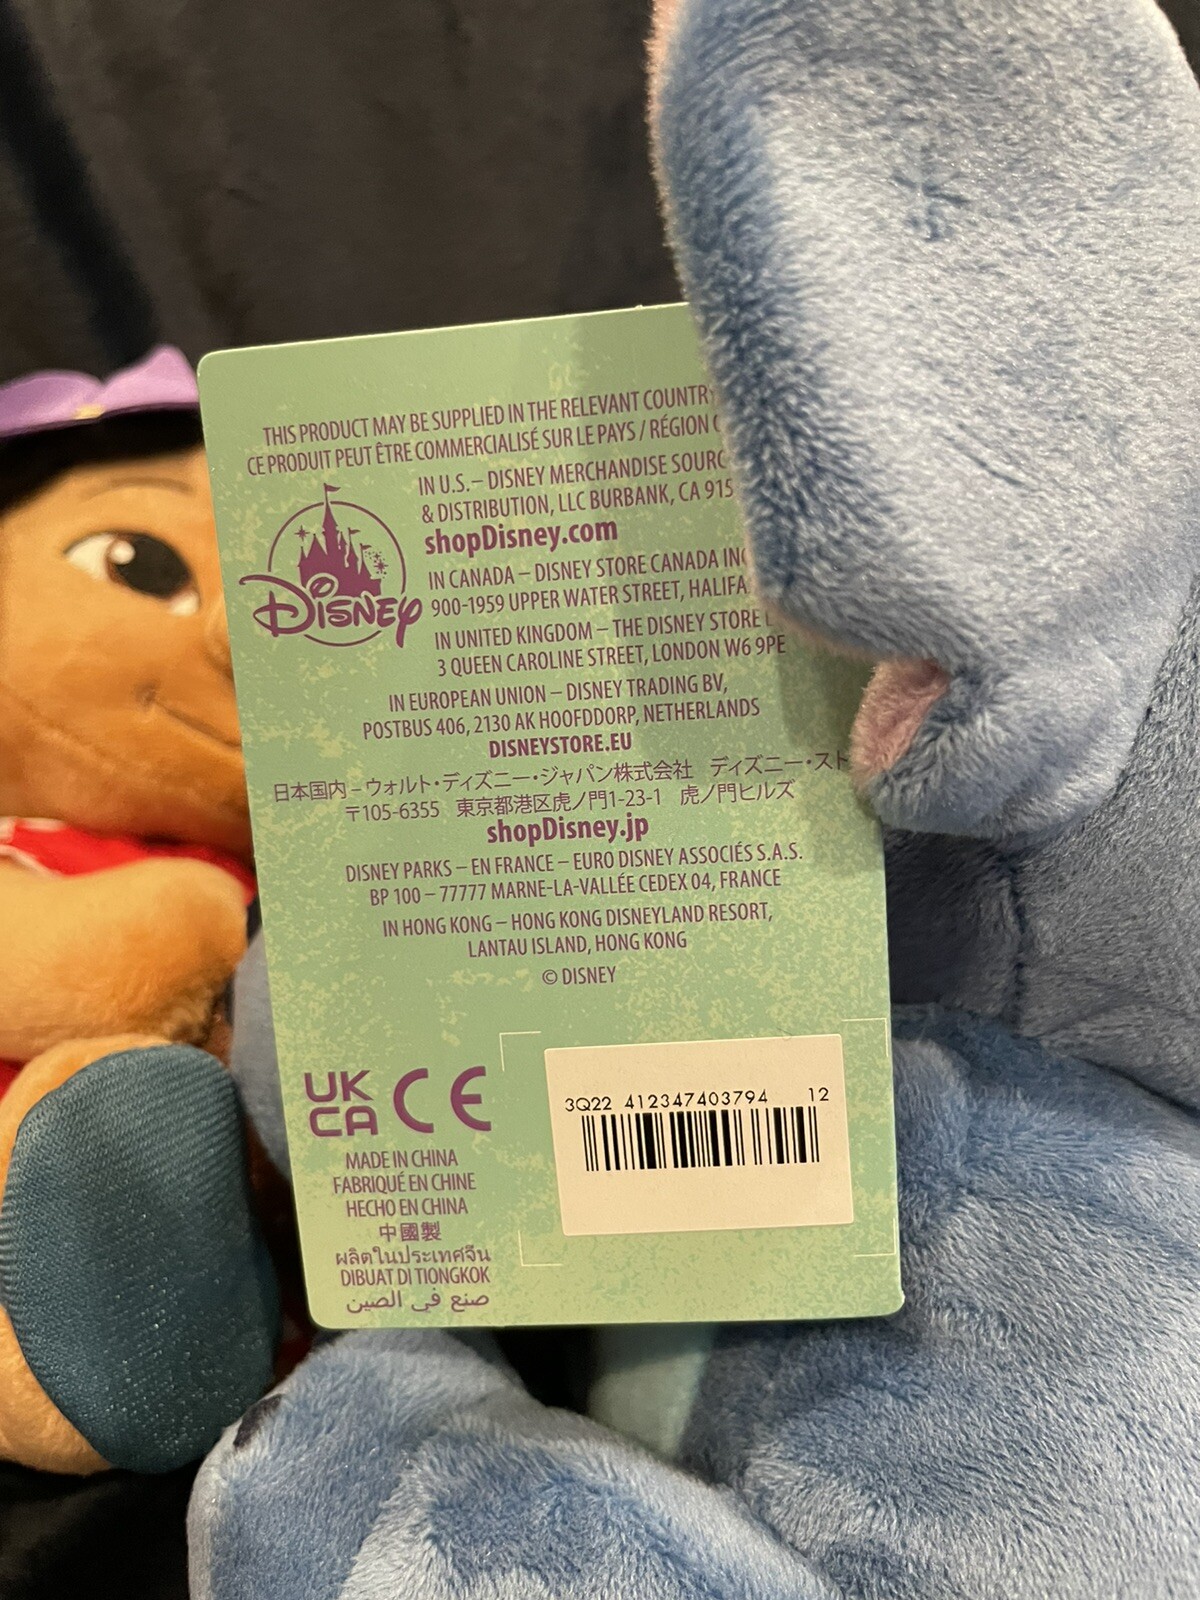 THIS PRODUCT MAY BE SUPPLIED IN THE RELEVANT
CE PRODUIT PEUT ÊTRE COMMERCIALISÉ SUR LE PAYS / RÉGION
IN U.S. – DISNEY MERCHANDISE
& DISTRIBUTION, LLC BURBANK, CA
shopDisney.com
Disney
IN CANADA – DISNEY STORE CANADA
900-1959 UPPER WATER STREET,
IN UNITED KINGDOM – THE DISNEY STORE
3 QUEEN CAROLINE STREET, LONDON W6 9PE
IN EUROPEAN UNION – DISNEY TRADING BV,
POSTBUS 406, 2130 AK HOOFDDORP, NETHERLANDS
DISNEYSTORE.EU
日本国内 – ウォルト・ディズニー・ジャパン株式会社 ディズニー・スト
〒105-6355 東京都港区虎ノ門1-23-1 虎ノ門ヒルズ
shopDisney.jp
DISNEY PARKS – EN FRANCE – EURO DISNEY ASSOCIÉS S.A.S.
BP 100 – 77777 MARNE-LA-VALLÉE CEDEX 04, FRANCE
IN HONG KONG – HONG KONG DISNEYLAND RESORT,
LANTAU ISLAND, HONG KONG
© DISNEY
UK
CA CE
MADE IN CHINA
FABRIQUÉ EN CHINE
HECHO EN CHINA
中國製
ผลิตในประเทศจีน
DIBUAT DI TIONGKOK
صنع في الصين
3Q22 412347403794 12